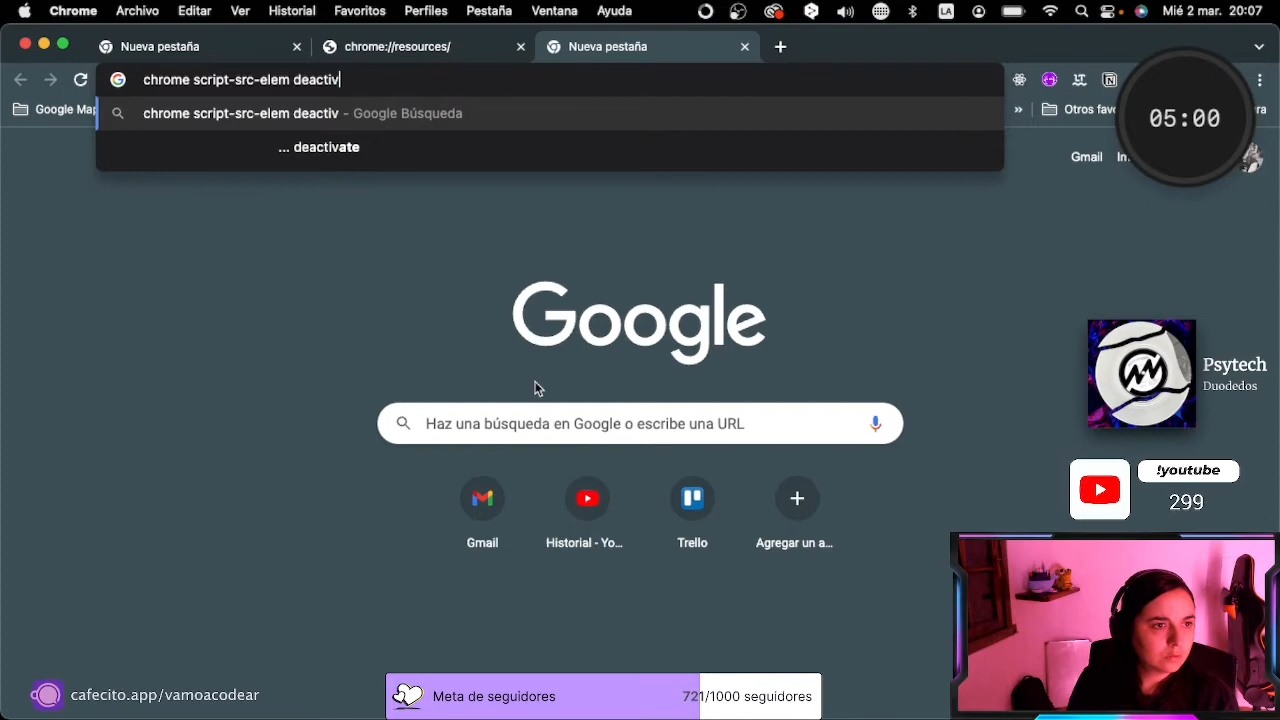 Chrome Archivo Editar Ver Historial Favoritos Perfiles Pestaña Ventana Ayuda LA Mié 2 mar. 20:07
Nueva pestaña chrome://resources/ Nueva pestaña
chrome script-src-elem deactiv
Google Map
» Otros favo
05:00
chrome script-src-elem deactiv - Google Búsqueda
... deactivate
Gmail
Google
Haz una búsqueda en Google o escribe una URL
Gmail Historial - Yo... Trello Agregar un a...
Psytech
Duodedos
!youtube
299
cafecito.app/vamoacodear
Meta de seguidores 721/1000 seguidores